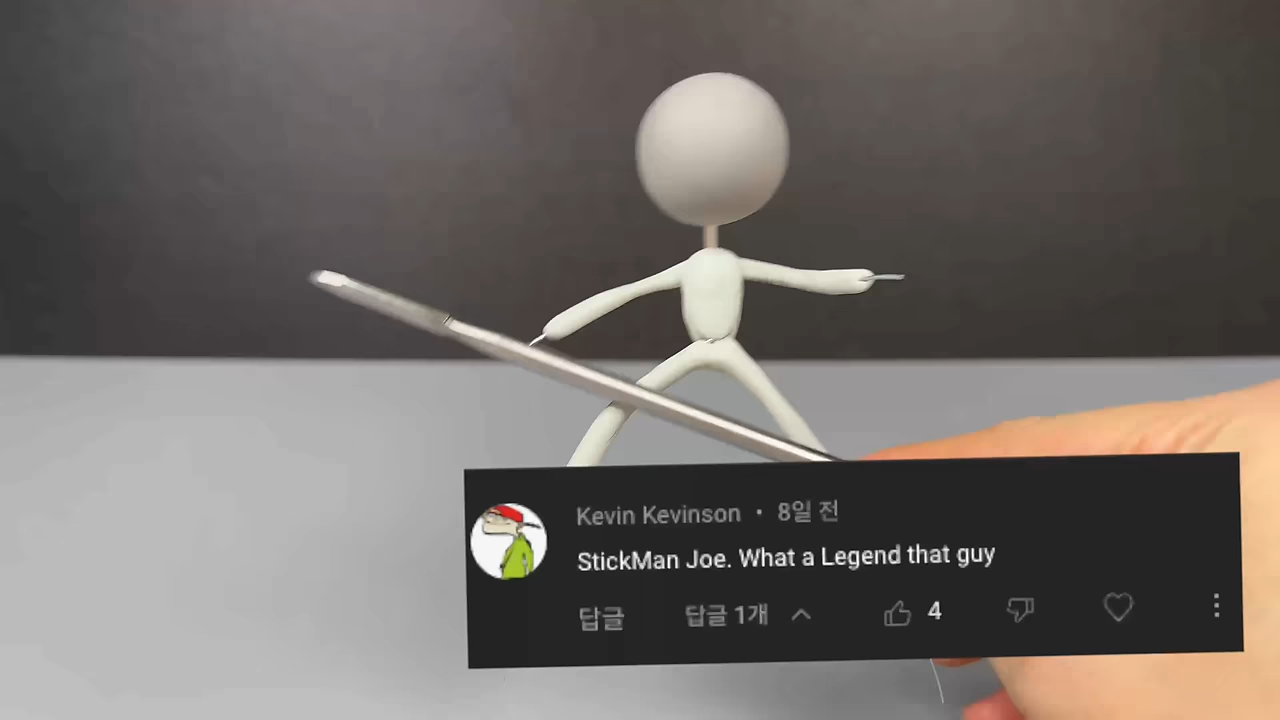 Kevin Kevinson · 8일 전
StickMan Joe. What a Legend that guy
답글 답글 1개 4